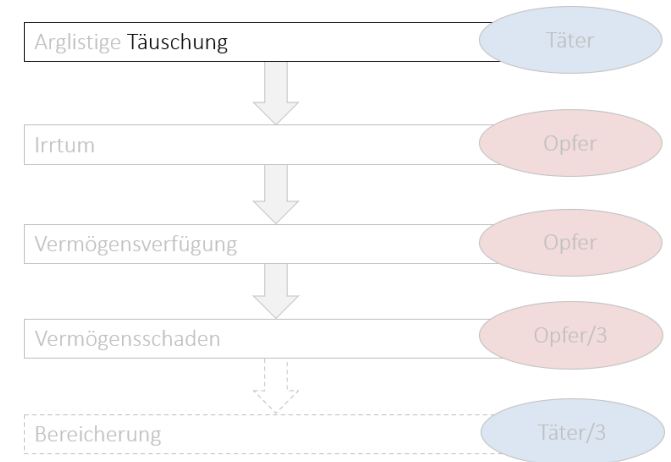 Arglistige Täuschung Täter
Irrtum Opfer
Vermögensverfügung Opfer
Vermögensschaden Opfer/3
Bereicherung Täter/3